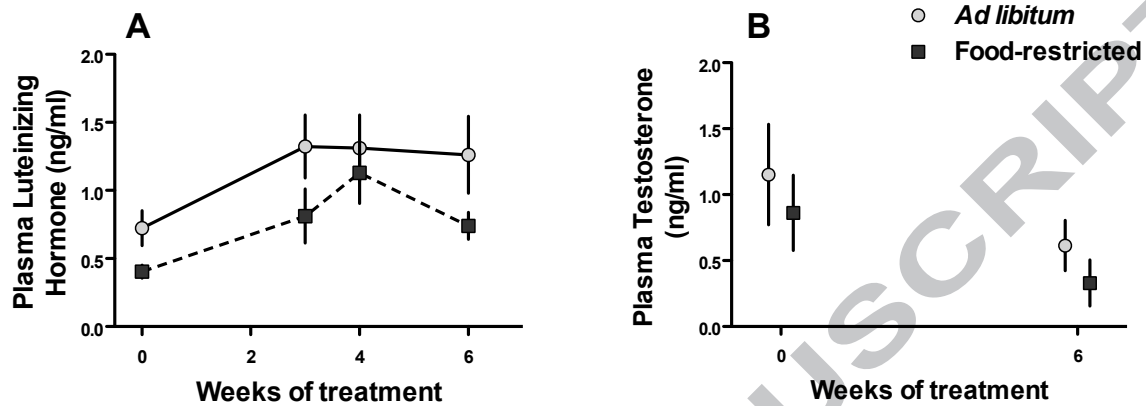 A
B
Ad libitum
Food-restricted
Plasma Luteinizing
Hormone (ng/ml)
2.0
1.5
1.0
0.5
0.0
0
2
4
6
Weeks of treatment
Plasma Testosterone
(ng/ml)
2.0
1.5
1.0
0.5
0.0
0
6
Weeks of treatment
USCRIPT